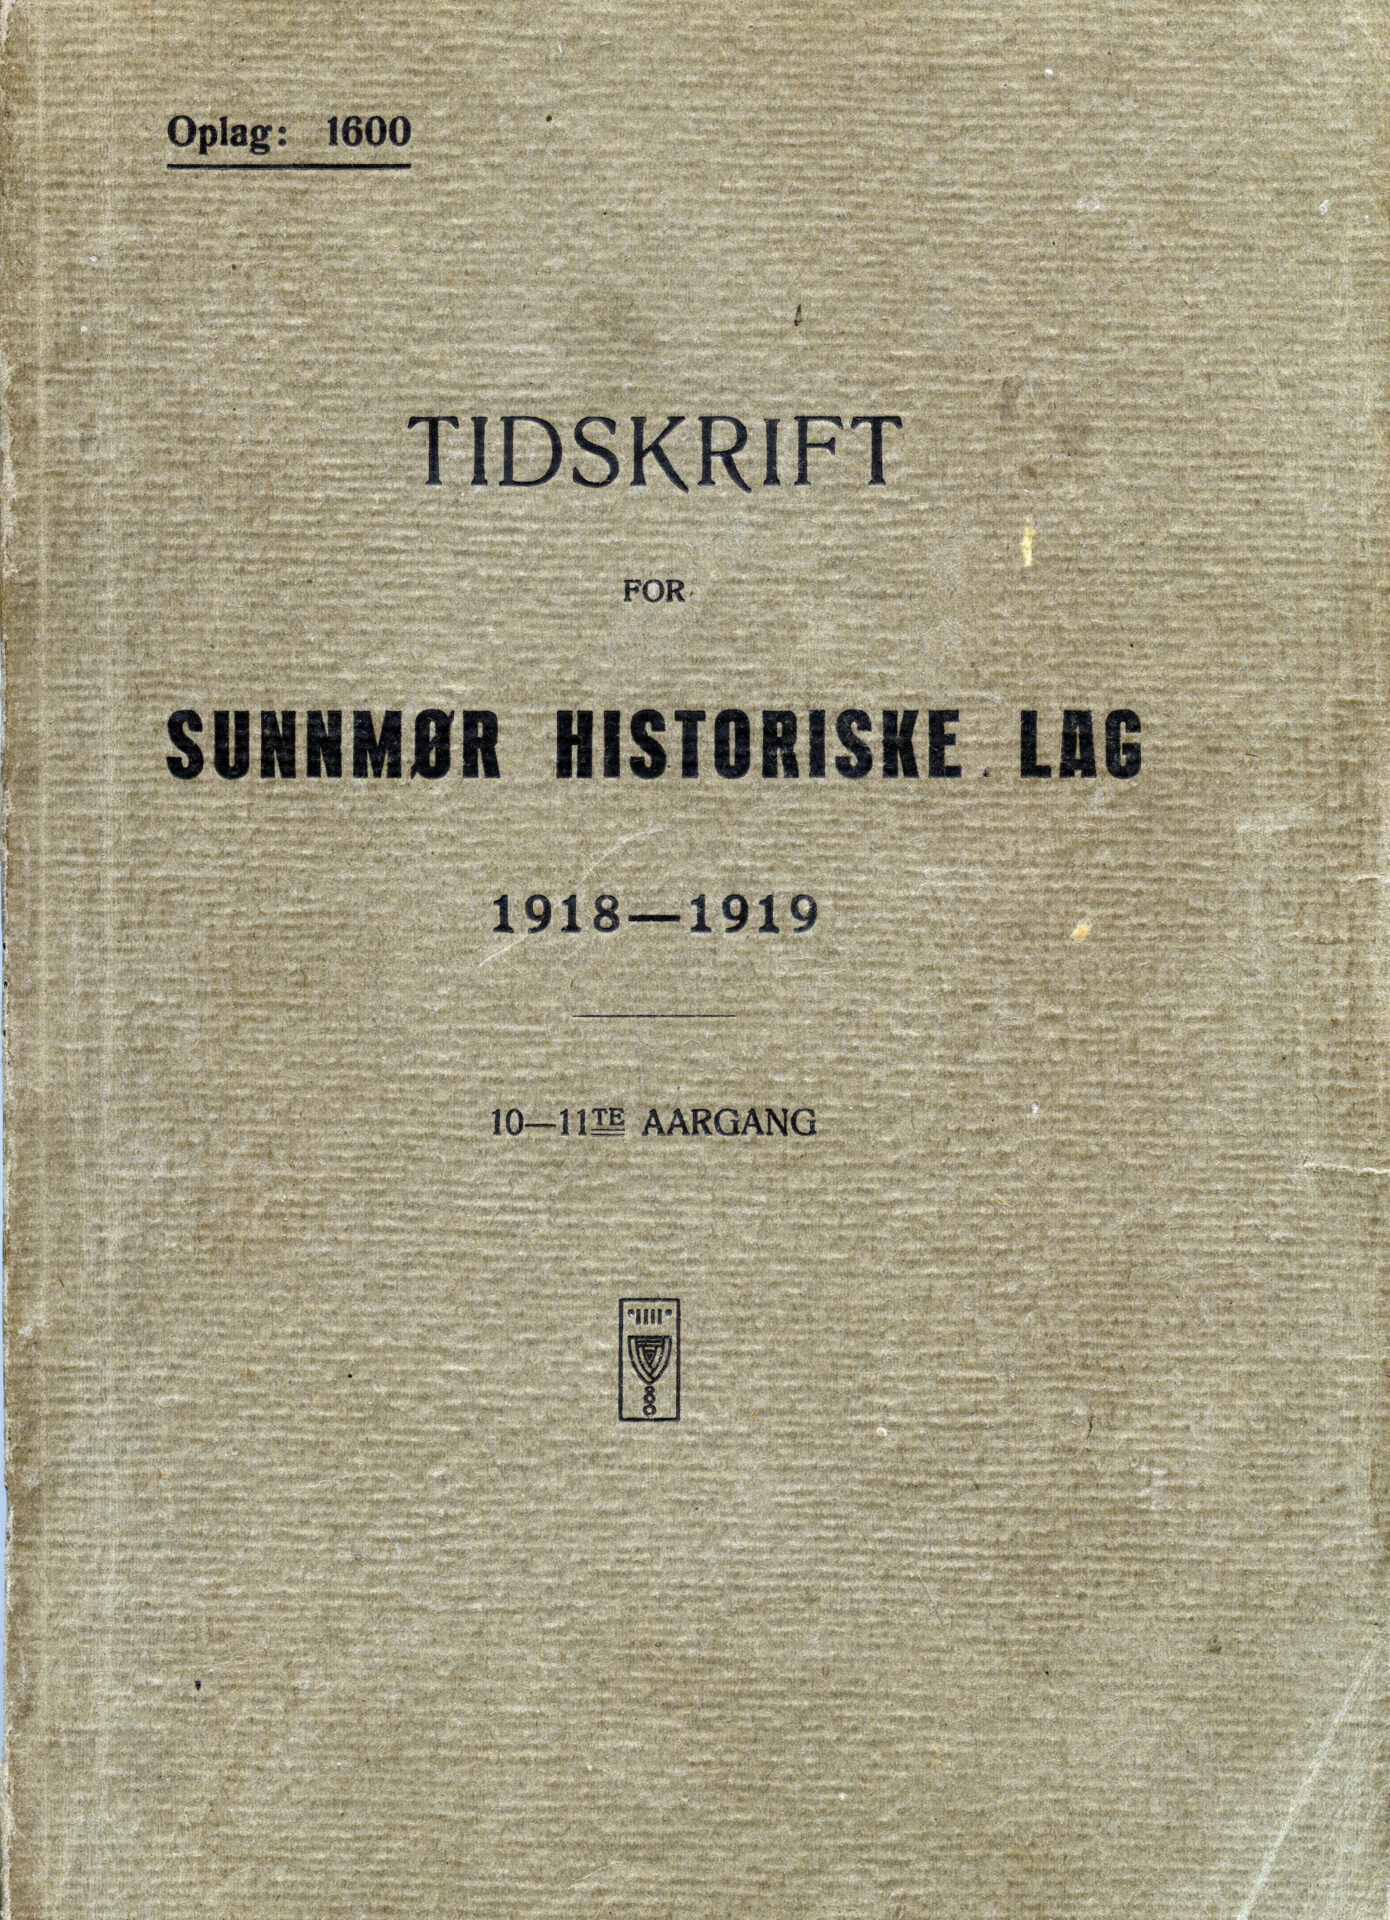 Oplag: 1600
TIDSKRIFT
FOR
SUNNMØR HISTORISKE LAG
1918—1919
10—11TE AARGANG